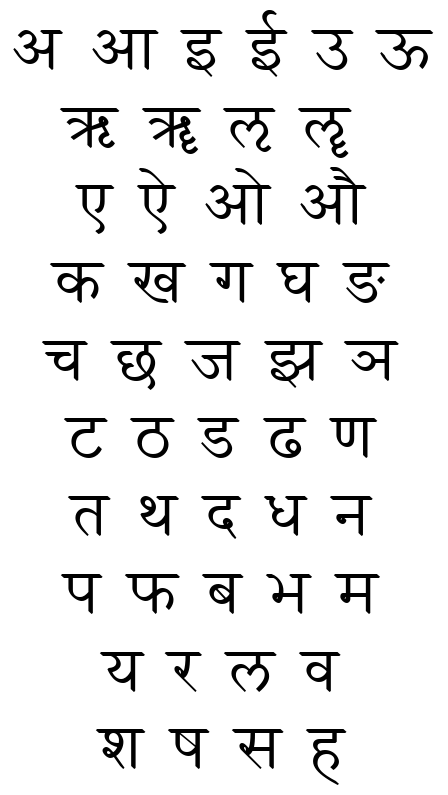 अ आ इ ई उ ऊ
ऋ ॠ ऌ ॡ
ए ऐ ओ औ
क ख ग घ ङ
च छ ज झ ञ
ट ठ ड ढ ण
त थ द ध न
प फ ब भ म
य र ल व
श ष स ह